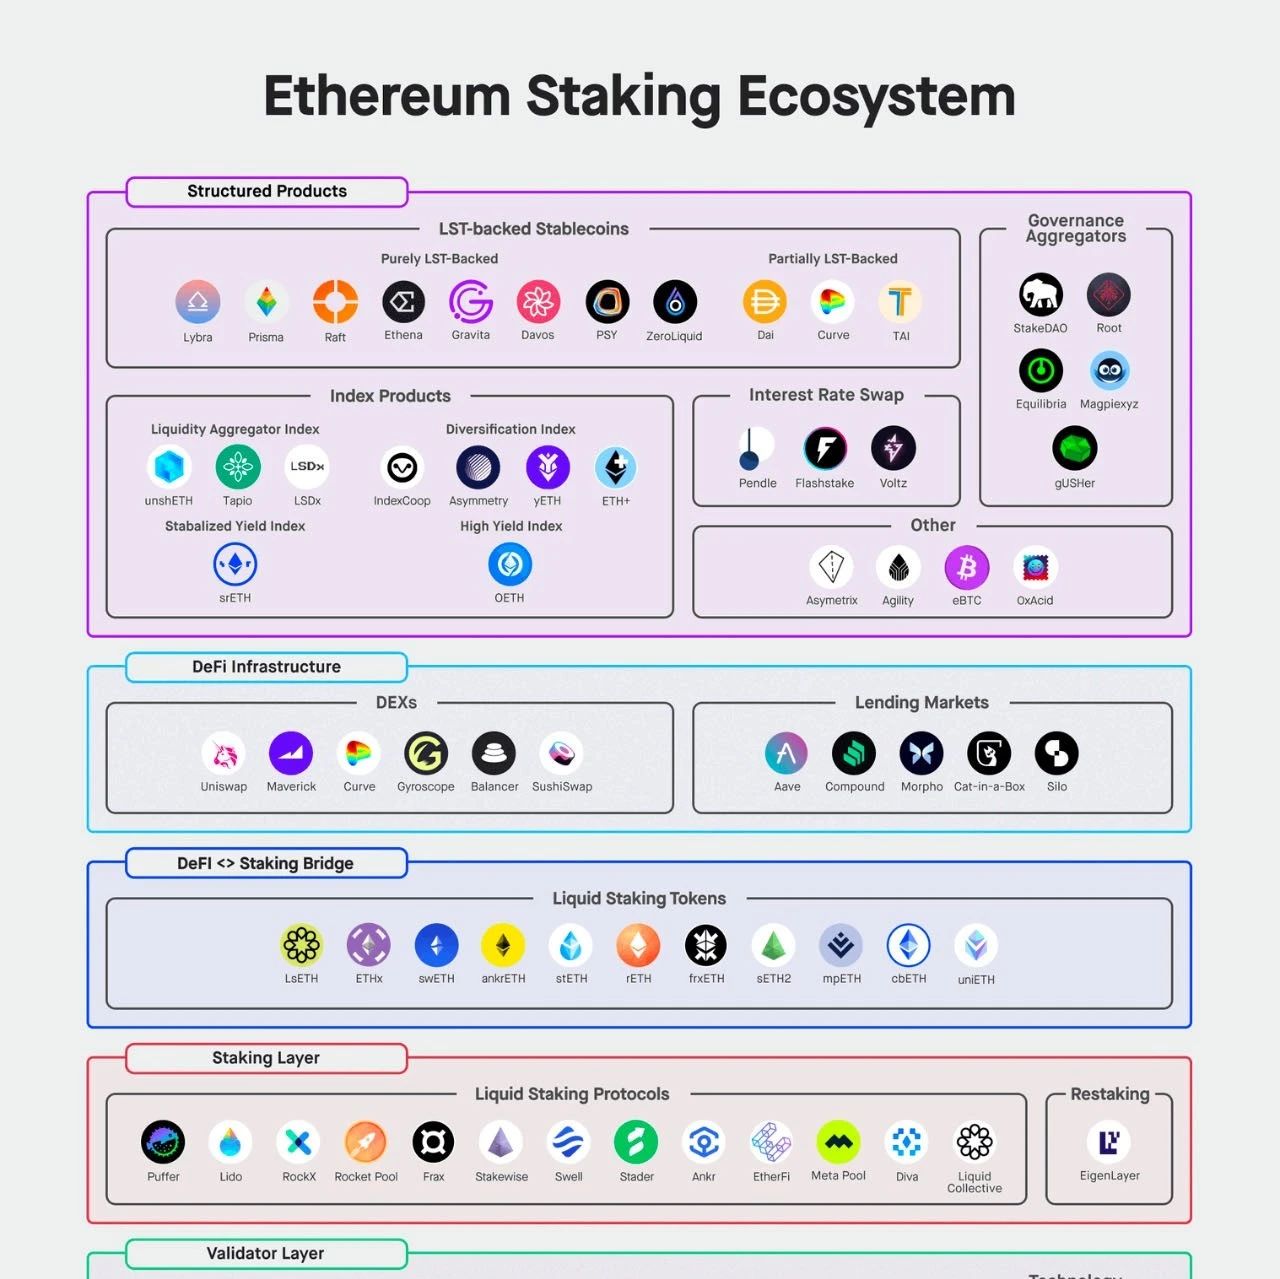 Ethereum Staking Ecosystem
Structured Products
LST-backed Stablecoins
Purely LST-Backed
Partially LST-Backed
Lybra
Prisma
Raft
Ethena
Gravita
Davos
PSY
ZeroLiquid
Dai
Curve
TAI
Governance
Aggregators
StakeDAO
Root
Equilibria
Magpiexyz
gUSHer
Index Products
Liquidity Aggregator Index
Diversification Index
LSDx
unshETH
Tapio
LSDx
IndexCoop
Asymmetry
yETH
ETH+
Stabalized Yield Index
High Yield Index
srETH
OETH
Interest Rate Swap
Pendle
Flashstake
Voltz
Other
Asymetrix
Agility
eBTC
OxAcid
DeFi Infrastructure
DEXs
Uniswap
Maverick
Curve
Gyroscope
Balancer
SushiSwap
Lending Markets
Aave
Compound
Morpho
Cat-in-a-Box
Silo
DeFI <> Staking Bridge
Liquid Staking Tokens
LsETH
ETHx
swETH
ankrETH
stETH
rETH
frxETH
sETH2
mpETH
cbETH
uniETH
Staking Layer
Liquid Staking Protocols
Puffer
Lido
RockX
Rocket Pool
Frax
Stakewise
Swell
Stader
Ankr
EtherFi
Meta Pool
Diva
Liquid
Collective
Restaking
EigenLayer
Validator Layer
Technology